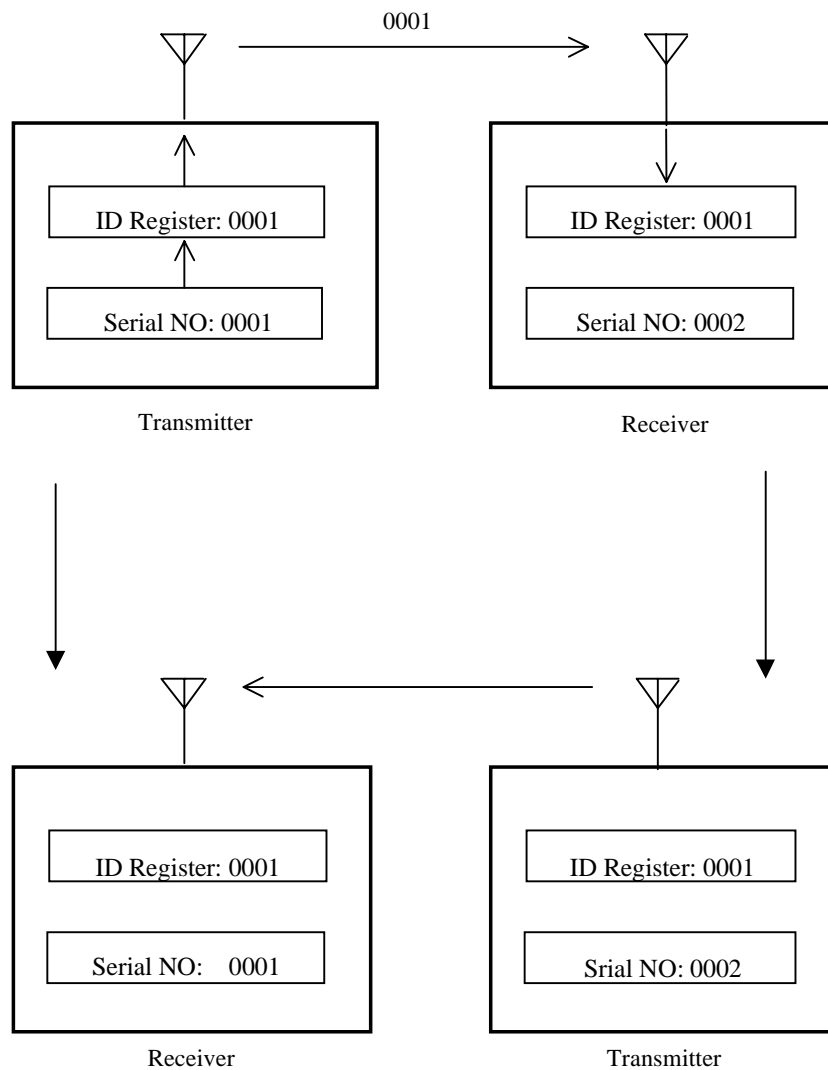 0001
ID Register: 0001
ID Register: 0001
Serial NO: 0001
Serial NO: 0002
Transmitter
Receiver
ID Register: 0001
ID Register: 0001
Serial NO: 0001
Srial NO: 0002
Receiver
Transmitter